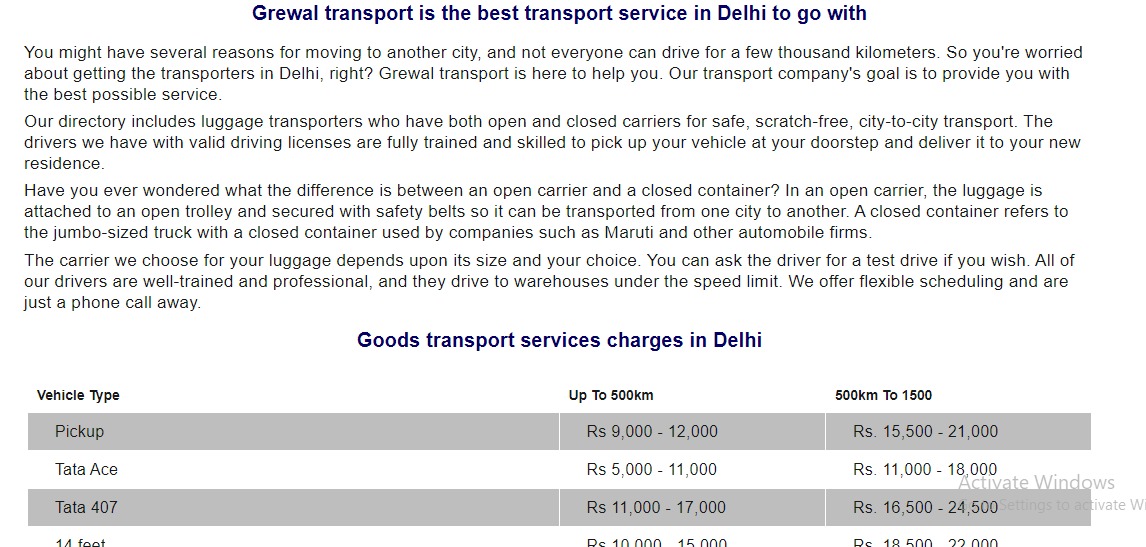 Grewal transport is the best transport service in Delhi to go with
You might have several reasons for moving to another city, and not everyone can drive for a few thousand kilometers. So you're worried
about getting the transporters in Delhi, right? Grewal transport is here to help you. Our transport company's goal is to provide you with
the best possible service.
Our directory includes luggage transporters who have both open and closed carriers for safe, scratch-free, city-to-city transport. The
drivers we have with valid driving licenses are fully trained and skilled to pick up your vehicle at your doorstep and deliver it to your new
residence.
Have you ever wondered what the difference is between an open carrier and a closed container? In an open carrier, the luggage is
attached to an open trolley and secured with safety belts so it can be transported from one city to another. A closed container refers to
the jumbo-sized truck with a closed container used by companies such as Maruti and other automobile firms.
The carrier we choose for your luggage depends upon its size and your choice. You can ask the driver for a test drive if you wish. All of
our drivers are well-trained and professional, and they drive to warehouses under the speed limit. We offer flexible scheduling and are
just a phone call away.
Goods transport services charges in Delhi
Vehicle Type Up To 500km 500km To 1500
Pickup Rs 9,000 - 12,000 Rs. 15,500 - 21,000
Tata Ace Rs 5,000 - 11,000 Rs. 11,000 - 18,000
Activate Windows
Tata 407 Rs 11,000 - 17,000 Rs. 16,500 - 24,500
Settings to activate Wi
14 feet Rs 10,000 15,000 Rs 18,500 22,000